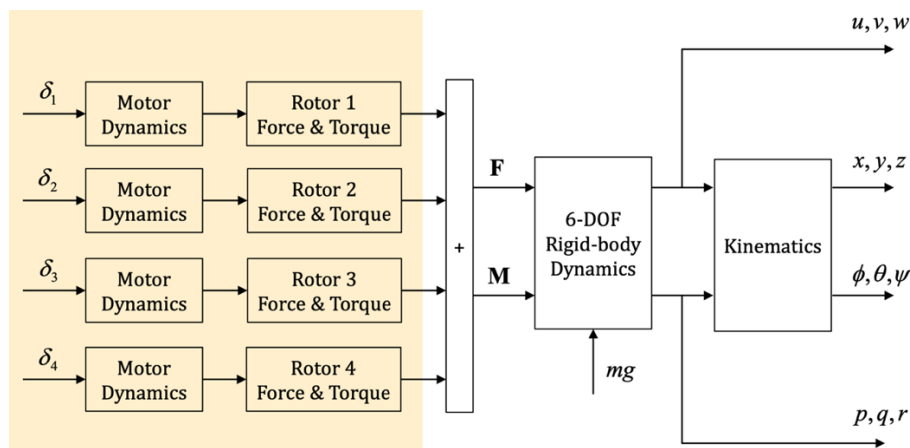 u, v, w
δ₁
Motor
Dynamics
Rotor 1
Force & Torque
δ₂
Motor
Dynamics
Rotor 2
Force & Torque
δ₃
Motor
Dynamics
Rotor 3
Force & Torque
δ₄
Motor
Dynamics
Rotor 4
Force & Torque
+
F
M
6-DOF
Rigid-body
Dynamics
mg
Kinematics
x, y, z
ϕ, θ, ψ
p, q, r